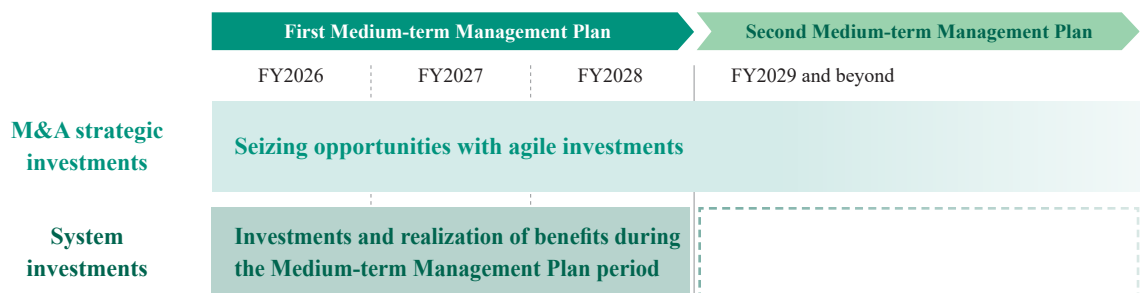 First Medium-term Management Plan
Second Medium-term Management Plan
FY2026
FY2027
FY2028
FY2029 and beyond
M&A strategic
investments
Seizing opportunities with agile investments
System
investments
Investments and realization of benefits during
the Medium-term Management Plan period